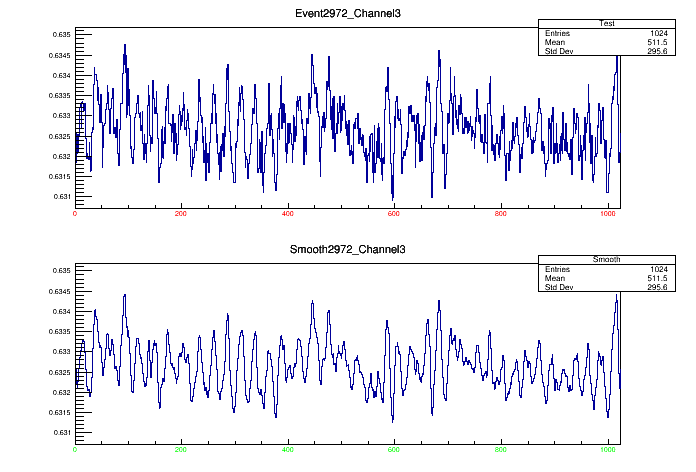 Event2972_Channel3
Test
Entries 1024
Mean 511.5
Std Dev 295.6
0.635
0.6345
0.634
0.6335
0.633
0.6325
0.632
0.6315
0.631
0 200 400 600 800 1000
Smooth2972_Channel3
Smooth
Entries 1024
Mean 511.5
Std Dev 295.6
0.635
0.6345
0.634
0.6335
0.633
0.6325
0.632
0.6315
0.631
0 200 400 600 800 1000